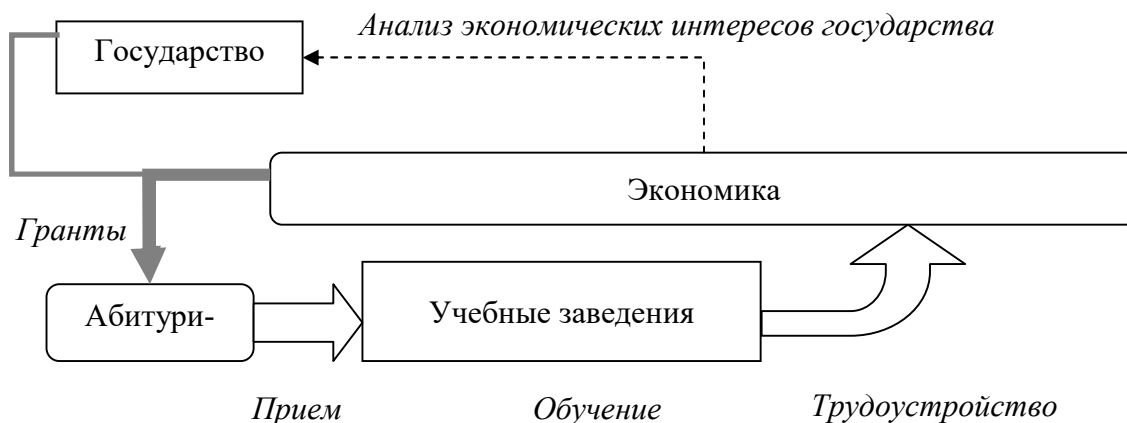 Анализ экономических интересов государства
Государство
Экономика
Гранты
Абитури-
Учебные заведения
Прием
Обучение
Трудоустройство